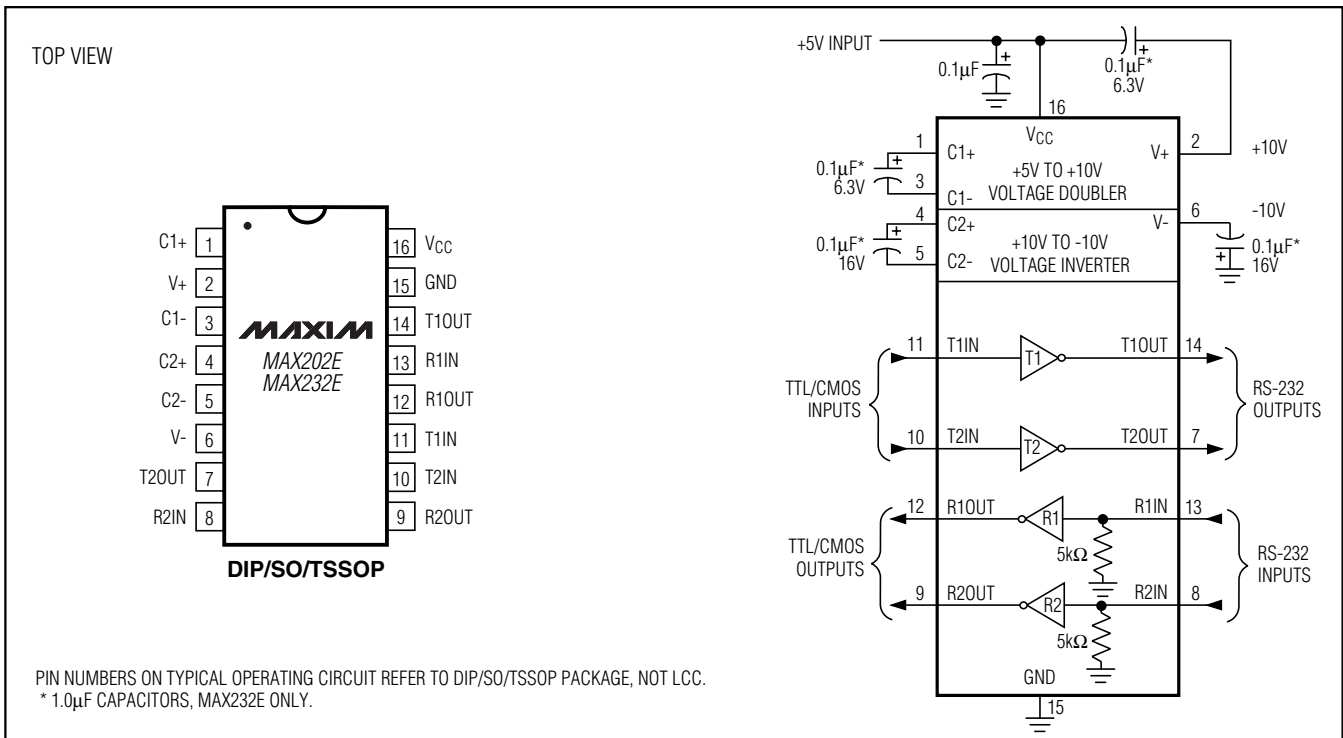 TOP VIEW
C1+ 1
V+ 2
C1- 3
C2+ 4
C2- 5
V- 6
T2OUT 7
R2IN 8
16 VCC
15 GND
14 T1OUT
13 R1IN
12 R1OUT
11 T1IN
10 T2IN
9 R2OUT
MAXIM
MAX202E
MAX232E
DIP/SO/TSSOP
+5V INPUT
0.1µF
+
0.1µF*
6.3V
+
16
VCC
1
C1+
+
0.1µF*
6.3V
3
C1-
+5V TO +10V
VOLTAGE DOUBLER
V+
2
+10V
4
C2+
+
0.1µF*
16V
5
C2-
+10V TO -10V
VOLTAGE INVERTER
V-
6
-10V
+
0.1µF*
16V
11 T1IN T1 T1OUT 14
TTL/CMOS
INPUTS
RS-232
OUTPUTS
10 T2IN T2 T2OUT 7
12 R1OUT R1 R1IN 13
5kΩ
TTL/CMOS
OUTPUTS
RS-232
INPUTS
9 R2OUT R2 R2IN 8
5kΩ
GND
15
PIN NUMBERS ON TYPICAL OPERATING CIRCUIT REFER TO DIP/SO/TSSOP PACKAGE, NOT LCC.
* 1.0µF CAPACITORS, MAX232E ONLY.